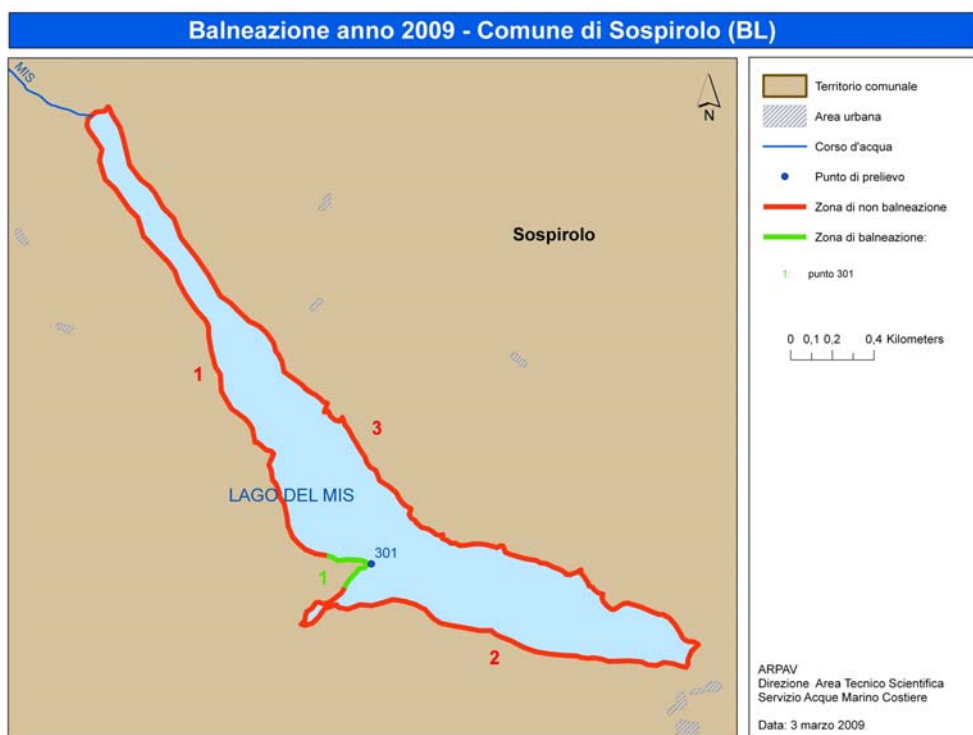 Balneazione anno 2009 - Comune di Sospirolo (BL)
MIS
N
Sospirolo
1
3
LAGO DEL MIS
301
1
2
Territorio comunale
Area urbana
Corso d'acqua
Punto di prelievo
Zona di non balneazione
Zona di balneazione:
1: punto 301
0 0,1 0,2 0,4 Kilometers
ARPAV
Direzione Area Tecnico Scientifica
Servizio Acque Marino Costiere
Data: 3 marzo 2009